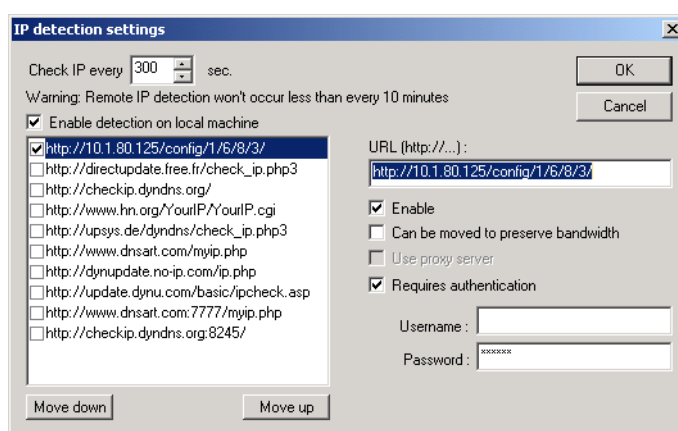 IP detection settings
Check IP every 300 sec.
OK
Warning: Remote IP detection won't occur less than every 10 minutes
Cancel
Enable detection on local machine
http://10.1.80.125/config/1/6/8/3/
http://directupdate.free.fr/check_ip.php3
http://checkip.dyndns.org/
http://www.hn.org/YourIP/YourIP.cgi
http://upsys.de/dyndns/check_ip.php3
http://www.dnsart.com/myip.php
http://dynupdate.no-ip.com/ip.php
http://update.dynu.com/basic/ipcheck.asp
http://www.dnsart.com:7777/myip.php
http://checkip.dyndns.org:8245/
Move down
Move up
URL (http://...) :
http://10.1.80.125/config/1/6/8/3/
Enable
Can be moved to preserve bandwidth
Use proxy server
Requires authentication
Username :
Password : ××××××